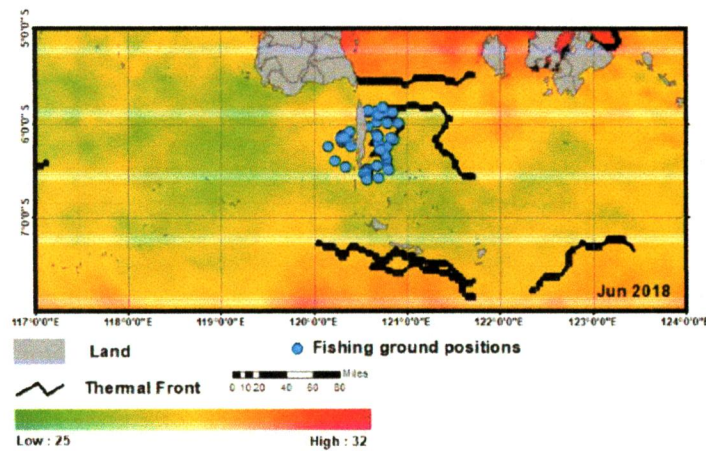 5°0'0"S
6°0'0"S
7°0'0"S
Jun 2018
117°0'0"E 118°0'0"E 119°0'0"E 120°0'0"E 121°0'0"E 122°0'0"E 123°0'0"E 124°0'0"E
Land
Fishing ground positions
Thermal Front
Miles
0 10 20 40 60 80
Low : 25
High : 32